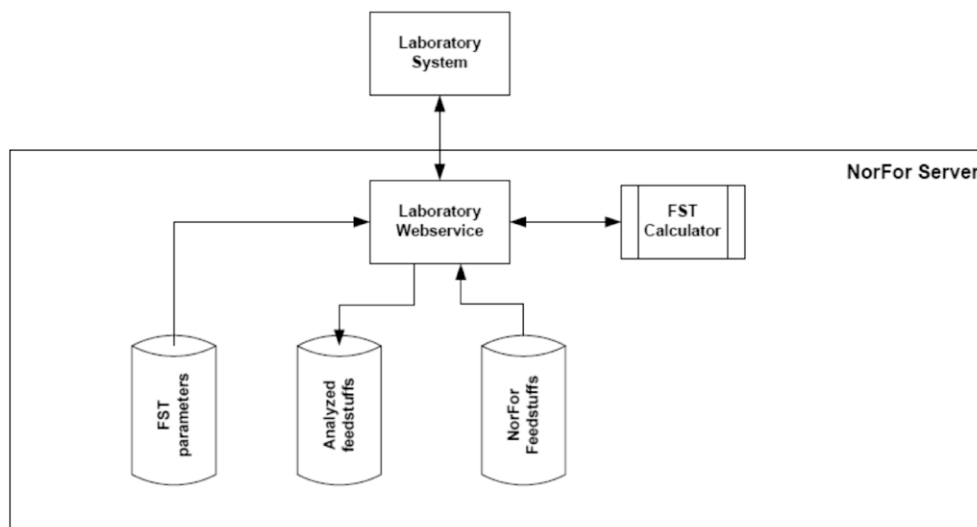 Laboratory
System
NorFor Server
Laboratory
Webservice
FST
Calculator
FST
parameters
Analyzed
feedstuffs
NorFor
Feedstuffs